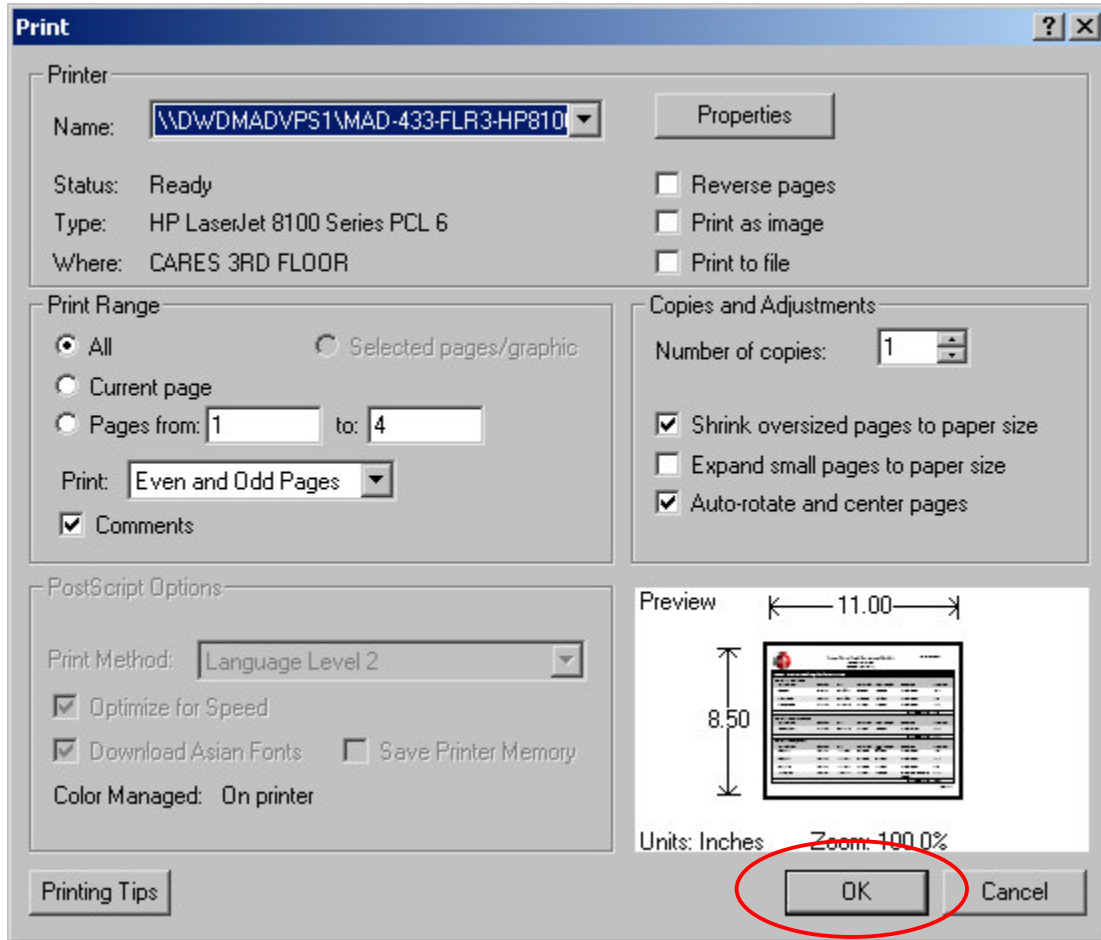 Print
Printer
Name: \\DWDMADVPS1\MAD-433-FLR3-HP810
Properties
Status: Ready
Type: HP LaserJet 8100 Series PCL 6
Where: CARES 3RD FLOOR
Reverse pages
Print as image
Print to file
Print Range
All
Selected pages/graphic
Current page
Pages from: 1 to: 4
Print: Even and Odd Pages
Comments
Copies and Adjustments
Number of copies: 1
Shrink oversized pages to paper size
Expand small pages to paper size
Auto-rotate and center pages
PostScript Options
Print Method: Language Level 2
Optimize for Speed
Download Asian Fonts Save Printer Memory
Color Managed: On printer
Preview
11.00
8.50
Units: Inches Zoom: 100.0%
Printing Tips
OK
Cancel